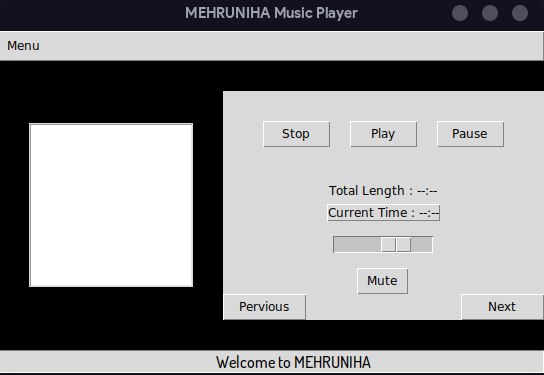 MEHRUNIHA Music Player
Menu
Stop Play Pause
Total Length : --:--
Current Time : --:--
Mute
Pervious Next
Welcome to MEHRUNIHA